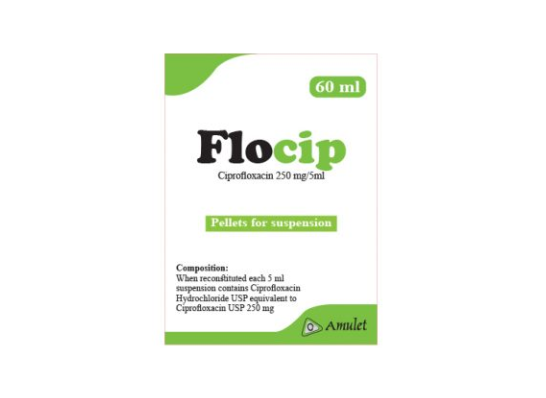 60 ml
Flocip
Ciprofloxacin 250 mg/5ml
Pellets for suspension
Composition:
When reconstituted each 5 ml
suspension contains Ciprofloxacin
Hydrochloride USP equivalent to
Ciprofloxacin USP 250 mg
Amulet